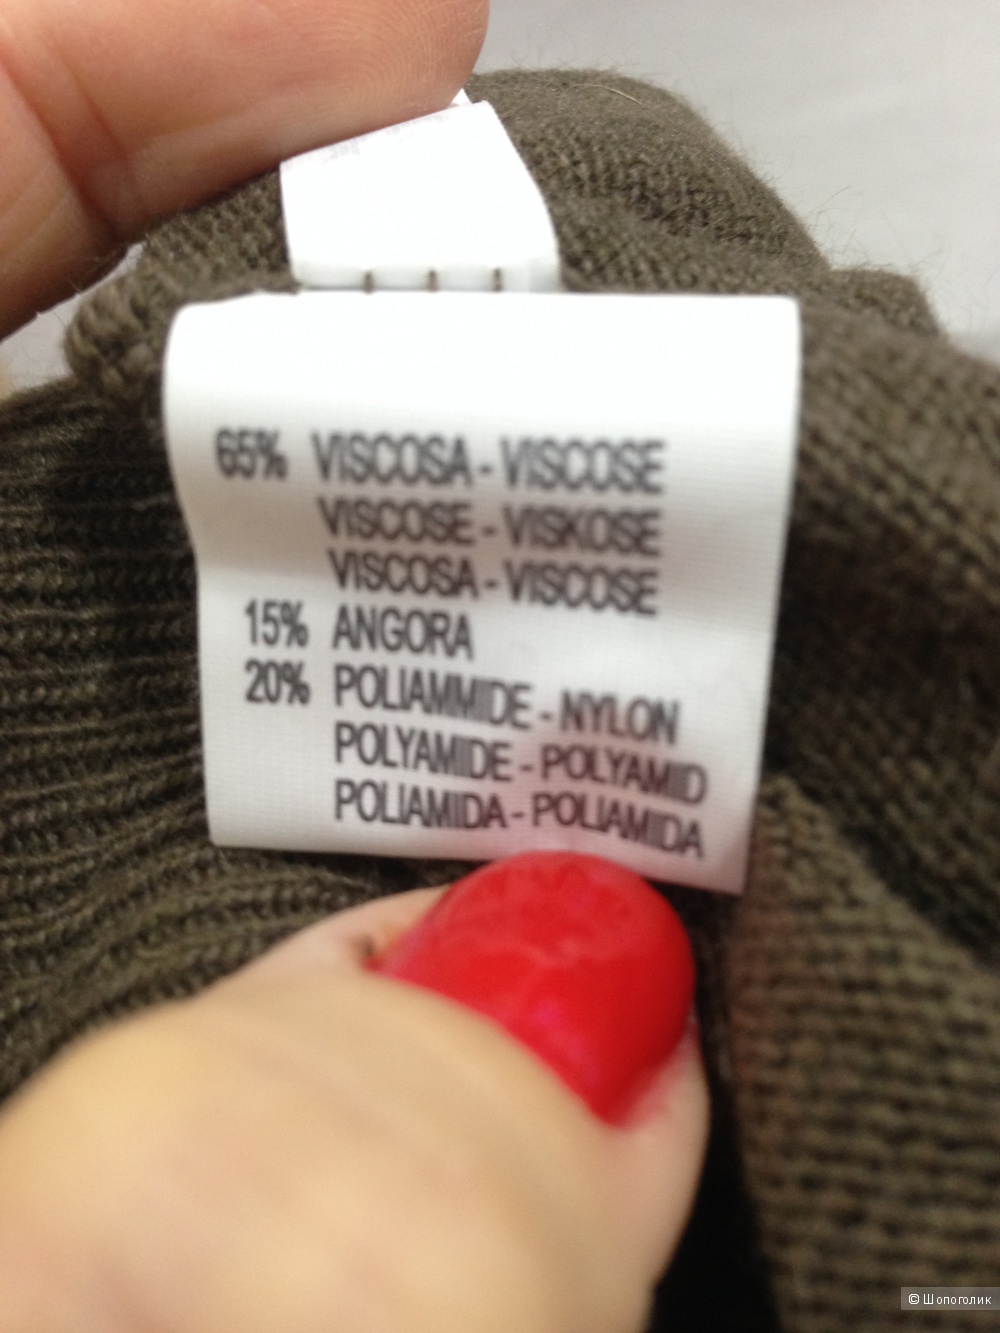 65% VISCOSA - VISCOSE
VISCOSE - VISKOSE
VISCOSA - VISCOSE
15% ANGORA
20% POLIAMMIDE - NYLON
POLYAMIDE - POLYAMID
POLIAMIDA - POLIAMIDA
© Шопоголик